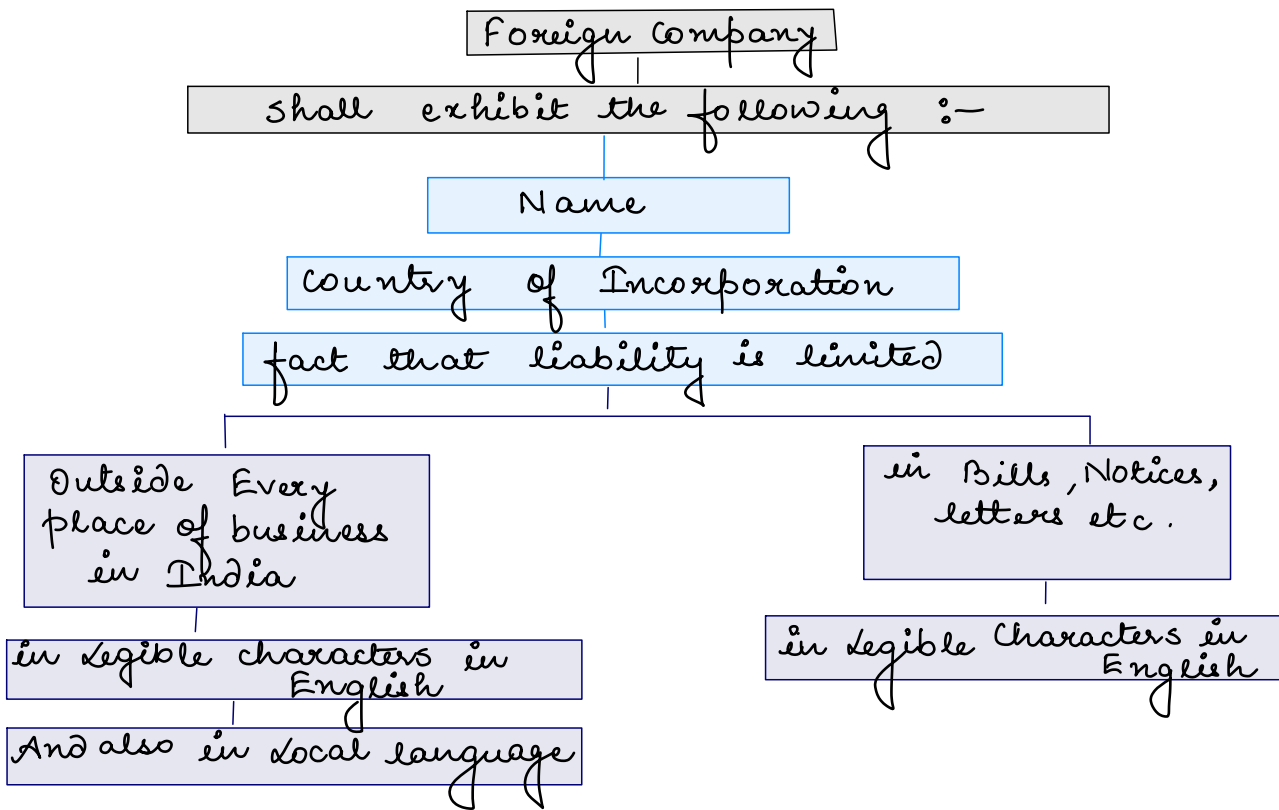 Foreign Company
shall exhibit the following :-
Name
Country of Incorporation
fact that liability is limited
Outside Every
place of business
in India
in Legible characters in
English
And also in Local language
in Bills, Notices,
letters etc.
in Legible Characters in
English